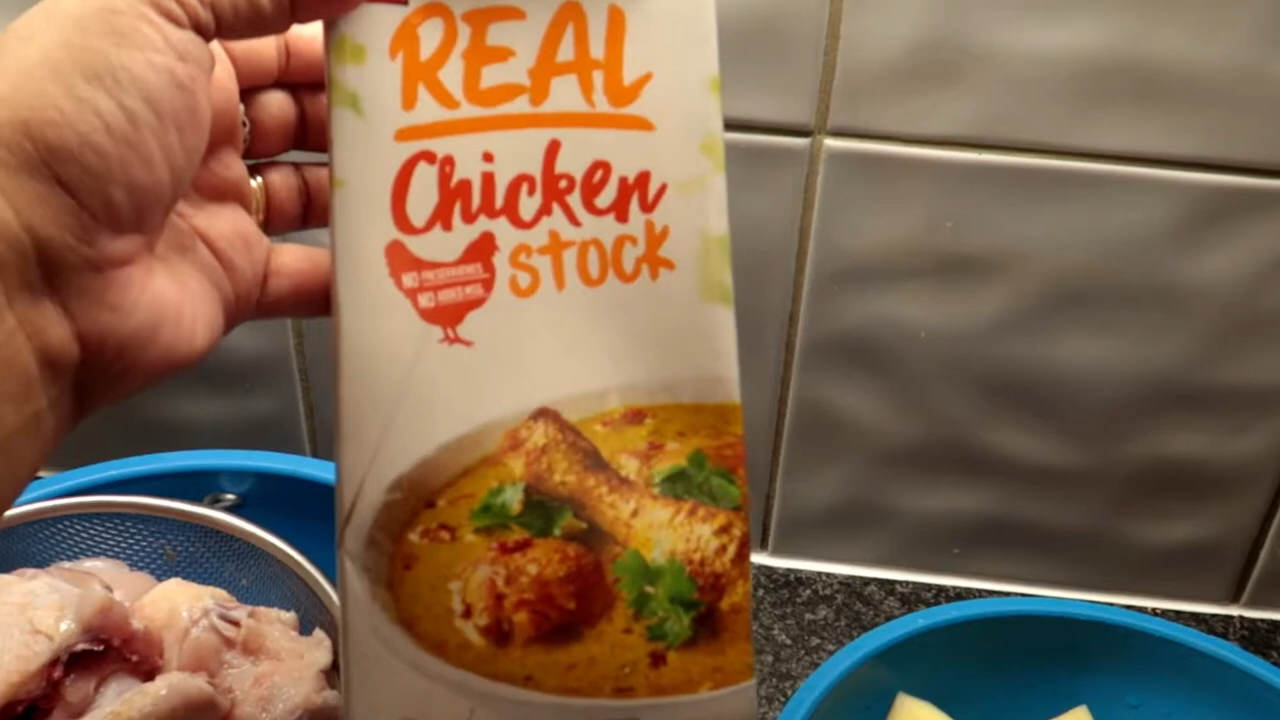 REAL
Chicken
STOCK
NO PRESERVATIVES
NO ADDED MSG